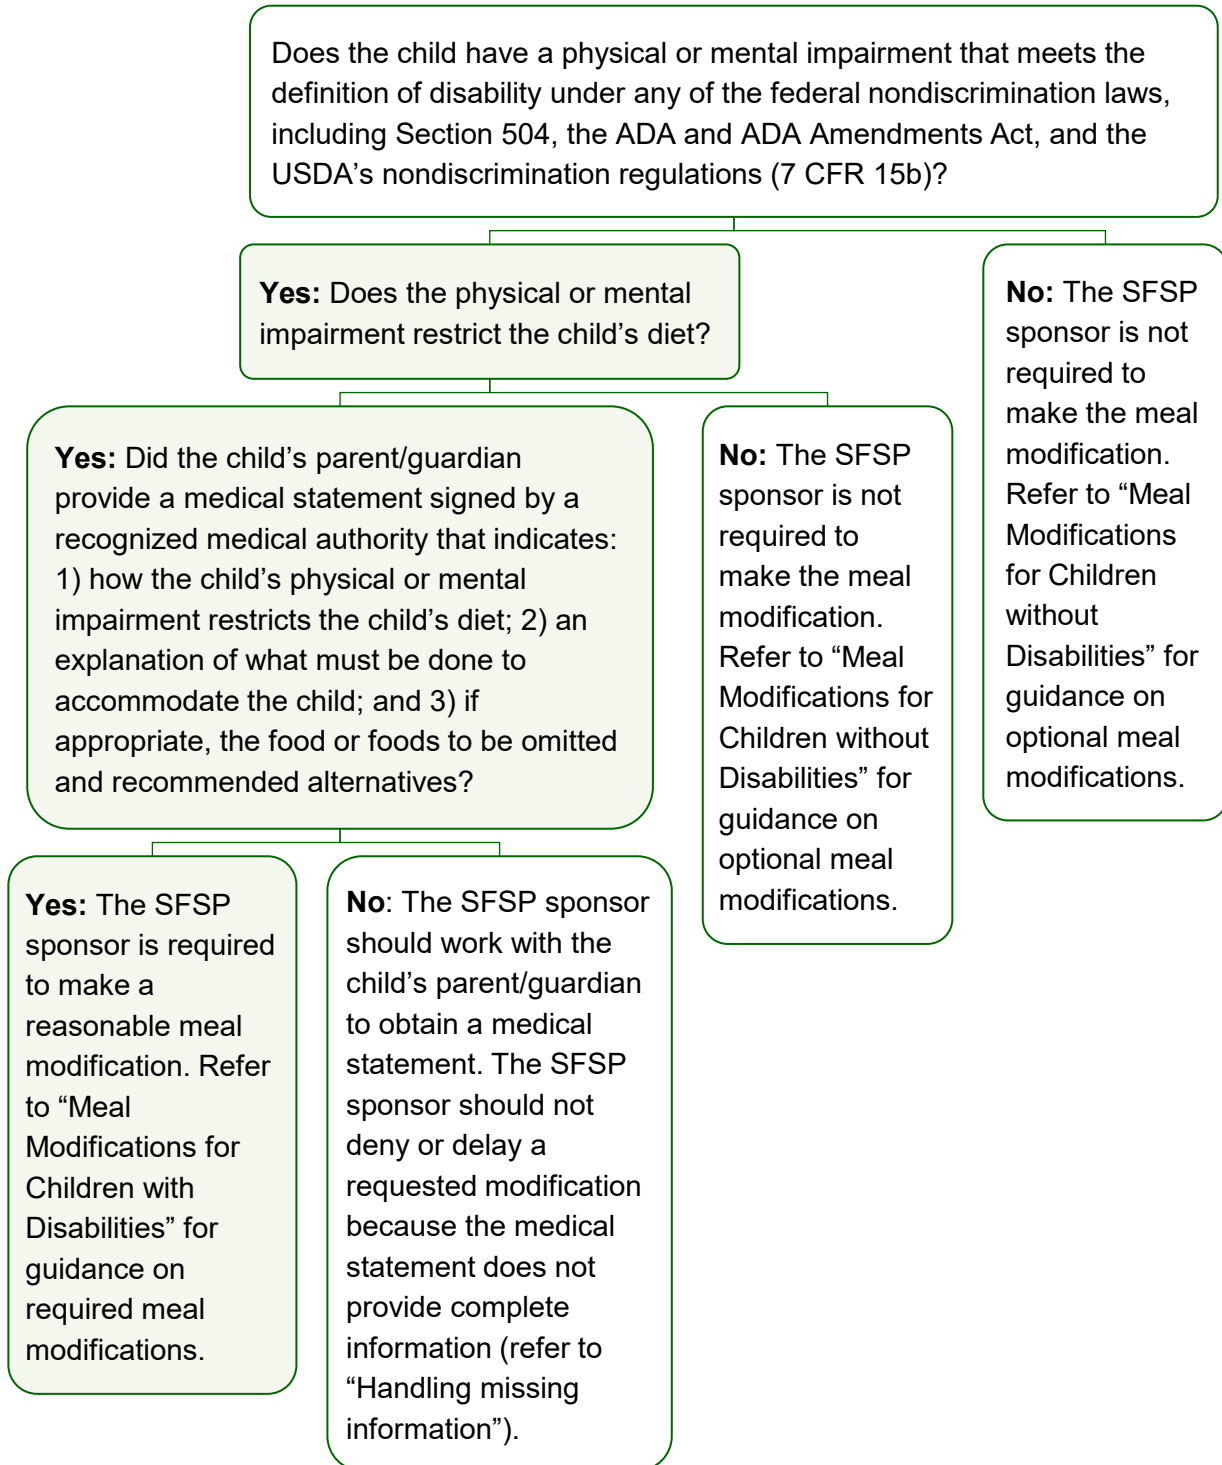 Does the child have a physical or mental impairment that meets the
definition of disability under any of the federal nondiscrimination laws,
including Section 504, the ADA and ADA Amendments Act, and the
USDA’s nondiscrimination regulations (7 CFR 15b)?
Yes: Does the physical or mental
impairment restrict the child’s diet?
No: The SFSP
sponsor is not
required to
make the meal
modification.
Refer to “Meal
Modifications
for Children
without
Disabilities” for
guidance on
optional meal
modifications.
Yes: Did the child’s parent/guardian
provide a medical statement signed by a
recognized medical authority that indicates:
1) how the child’s physical or mental
impairment restricts the child’s diet; 2) an
explanation of what must be done to
accommodate the child; and 3) if
appropriate, the food or foods to be omitted
and recommended alternatives?
No: The SFSP
sponsor is not
required to
make the meal
modification.
Refer to “Meal
Modifications for
Children without
Disabilities” for
guidance on
optional meal
modifications.
Yes: The SFSP
sponsor is required
to make a
reasonable meal
modification. Refer
to “Meal
Modifications for
Children with
Disabilities” for
guidance on
required meal
modifications.
No: The SFSP sponsor
should work with the
child’s parent/guardian
to obtain a medical
statement. The SFSP
sponsor should not
deny or delay a
requested modification
because the medical
statement does not
provide complete
information (refer to
“Handling missing
information”).